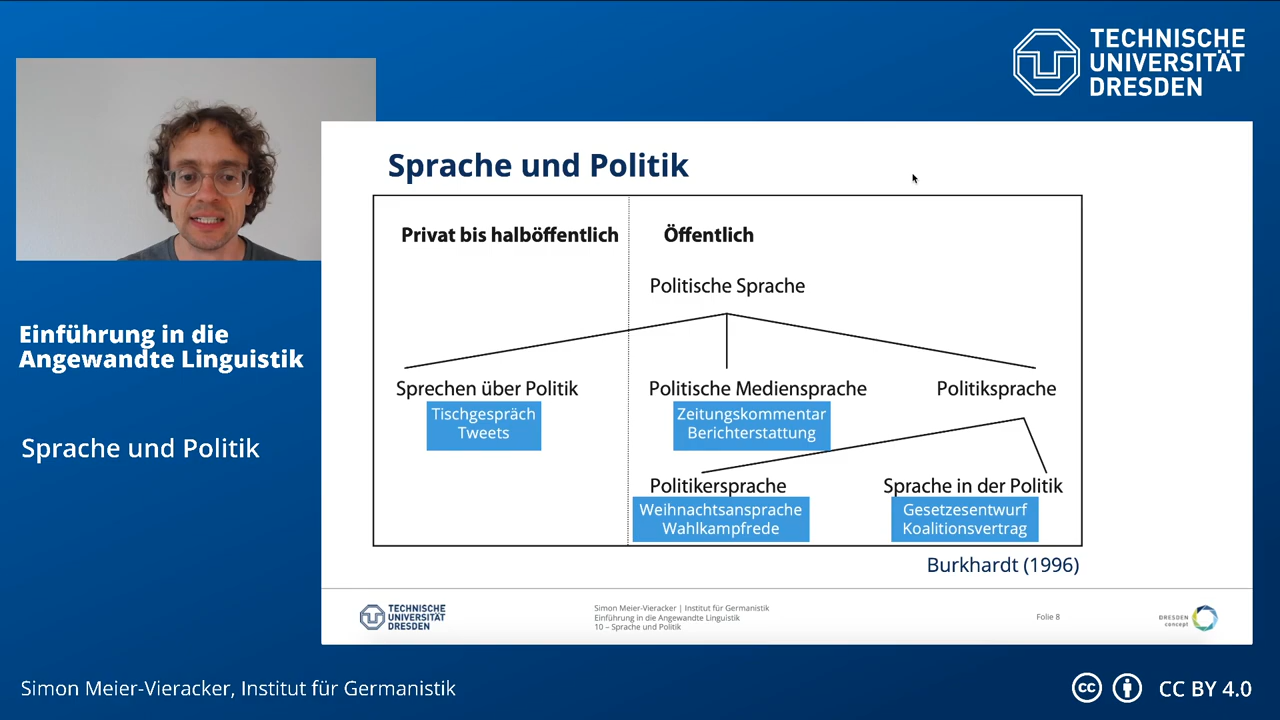 TECHNISCHE
UNIVERSITÄT
DRESDEN
Einführung in die
Angewandte Linguistik
Sprache und Politik
Sprache und Politik
Privat bis halböffentlich
Öffentlich
Politische Sprache
Sprechen über Politik
Politische Mediensprache
Politiksprache
Tischgespräch
Tweets
Zeitungskommentar
Berichterstattung
Politikersprache
Sprache in der Politik
Weihnachtsansprache
Wahlkampfrede
Gesetzesentwurf
Koalitionsvertrag
Burkhardt (1996)
TECHNISCHE
UNIVERSITÄT
DRESDEN
Simon Meier-Vieracker | Institut für Germanistik
Einführung in die Angewandte Linguistik
10 – Sprache und Politik
Folie 8
DRESDEN
concept
Simon Meier-Vieracker, Institut für Germanistik
cc
CC BY 4.0